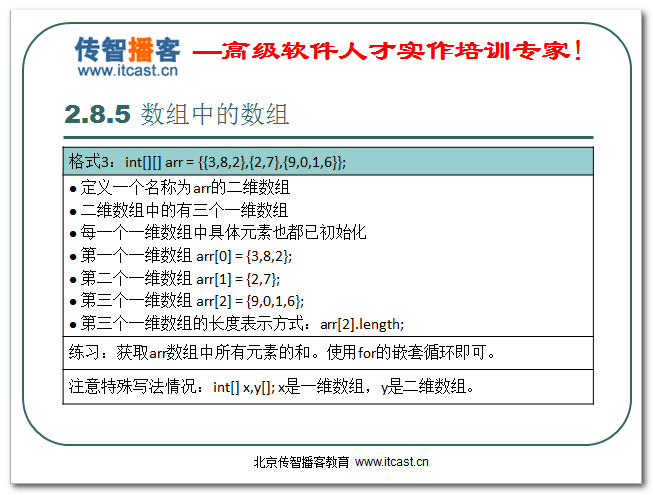 传智播客
www.itcast.cn
—高级软件人才实作培训专家!
2.8.5 数组中的数组
格式3：int[][] arr = {{3,8,2},{2,7},{9,0,1,6}};
● 定义一个名称为arr的二维数组
● 二维数组中的有三个一维数组
● 每一个一维数组中具体元素也都已初始化
● 第一个一维数组 arr[0] = {3,8,2};
● 第二个一维数组 arr[1] = {2,7};
● 第三个一维数组 arr[2] = {9,0,1,6};
● 第三个一维数组的长度表示方式：arr[2].length;
练习：获取arr数组中所有元素的和。使用for的嵌套循环即可。
注意特殊写法情况：int[] x,y[]; x是一维数组，y是二维数组。
北京传智播客教育 www.itcast.cn